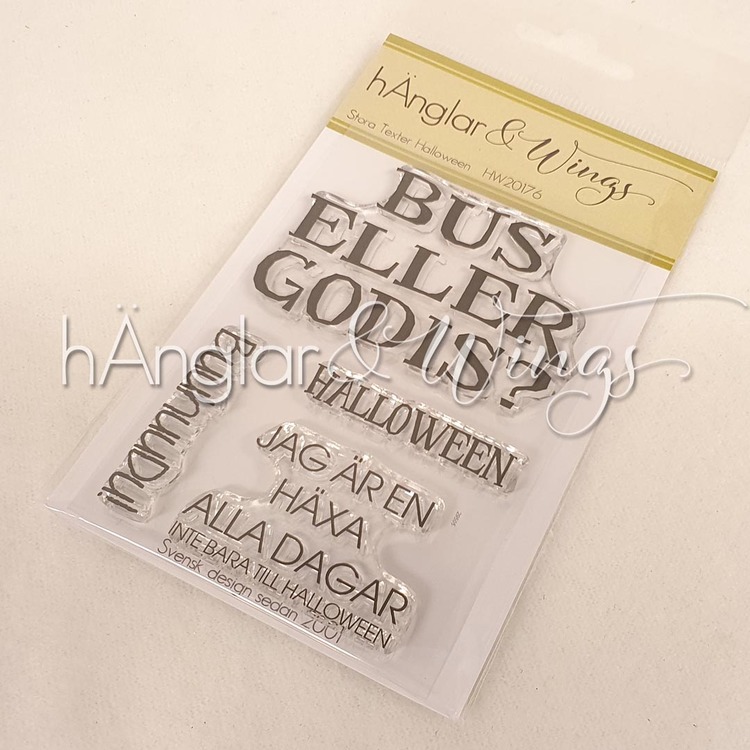 hÄnglar & Wings
Stora Texter Halloween HW20176
BUS
ELLER
GODIS?
HALLOWEEN
JAG ÄR EN
HÄXA
ALLA DAGAR
INTE BARA TILL HALLOWEEN
Svensk design sedan 2001
hÄnglar & Wings